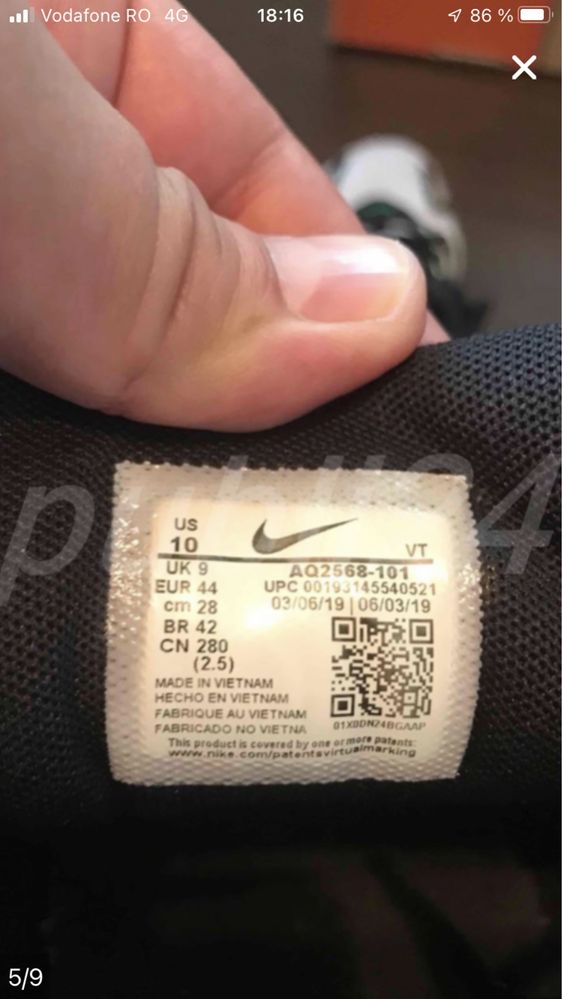 Vodafone RO 4G 18:16 86 %
publi24
US
10 VT
UK 9 AQ2568-101
EUR 44 UPC 00193145540521
cm 28 03/06/19 | 06/03/19
BR 42
CN 280
(2.5)
MADE IN VIETNAM
HECHO EN VIETNAM
FABRIQUE AU VIETNAM
FABRICADO NO VIETNA
01X0DN24BGAAP
This product is covered by one or more patents:
www.nike.com/patentsvirtualmarking
5/9